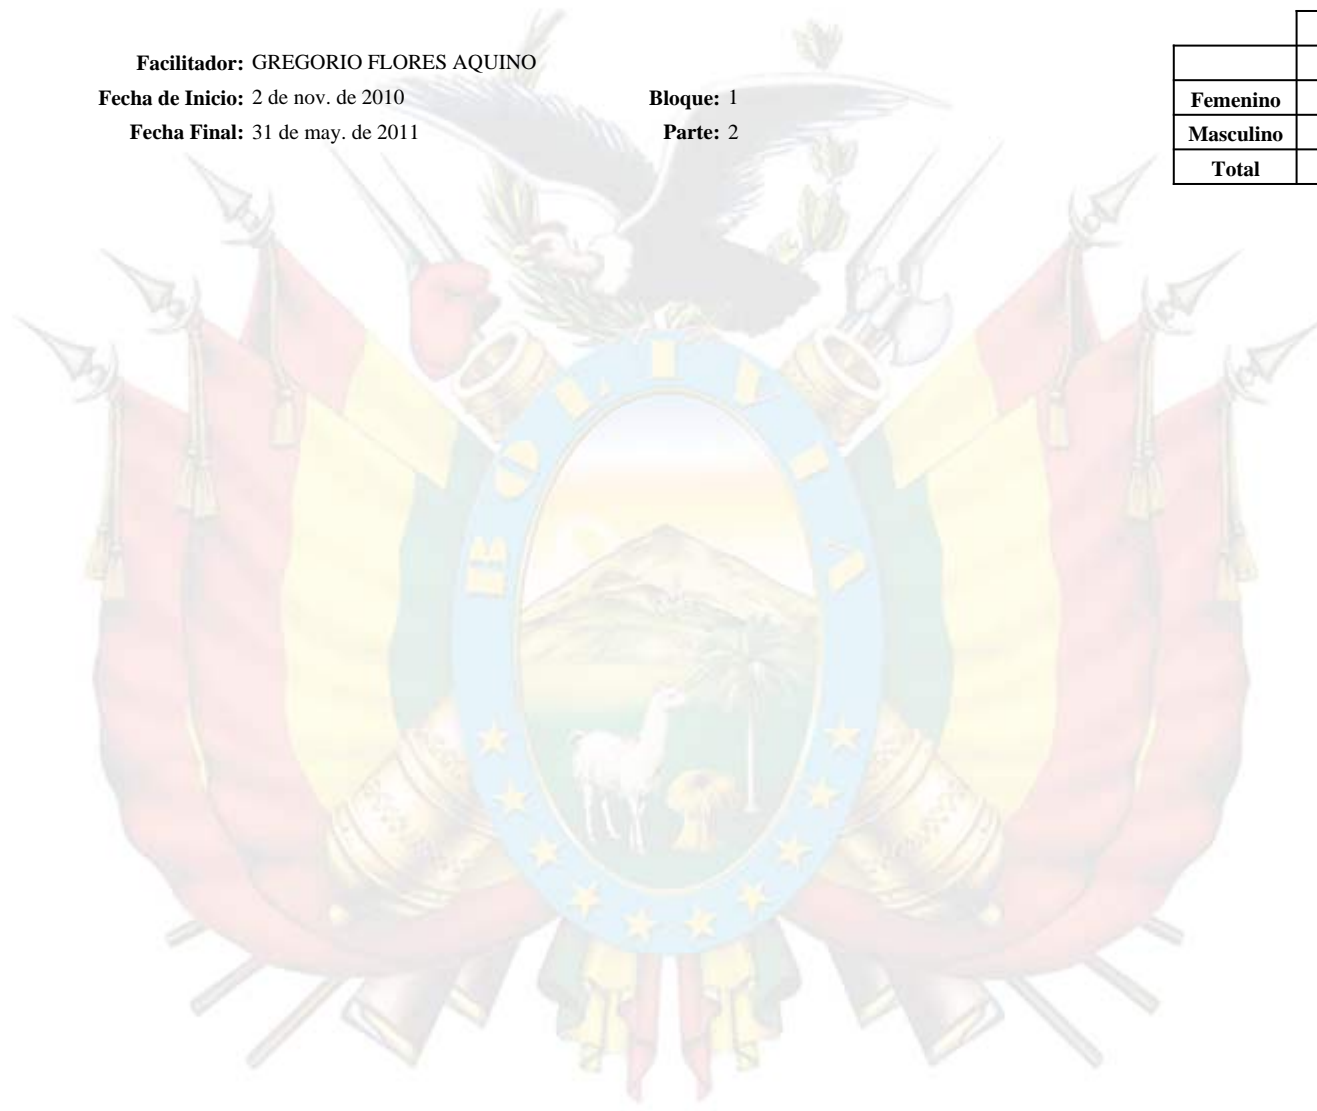 Facilitador: GREGORIO FLORES AQUINO
Fecha de Inicio: 2 de nov. de 2010 Bloque: 1
Fecha Final: 31 de may. de 2011 Parte: 2
Femenino
Masculino
Total
BOLIVIA